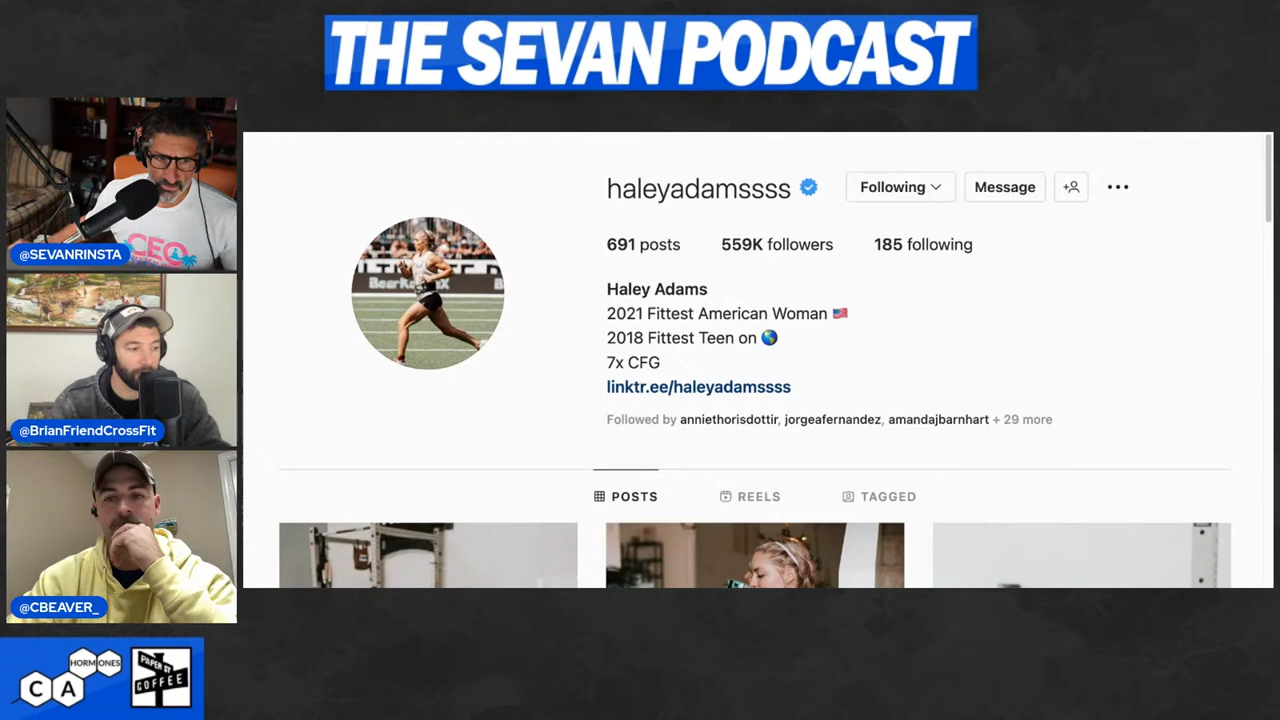 THE SEVAN PODCAST
CEO
@SEVANRINSTA
@BrianFriendCrossFit
@CBEAVER_
CA
HORMONES
PAPER ST
COFFEE
haleyadamssss
Following
Message
691 posts
559K followers
185 following
Haley Adams
2021 Fittest American Woman 🇺🇸
2018 Fittest Teen on 🌎
7x CFG
linktr.ee/haleyadamssss
Followed by anniethorisdottir, jorgeafernandez, amandajbarnhart + 29 more
POSTS
REELS
TAGGED